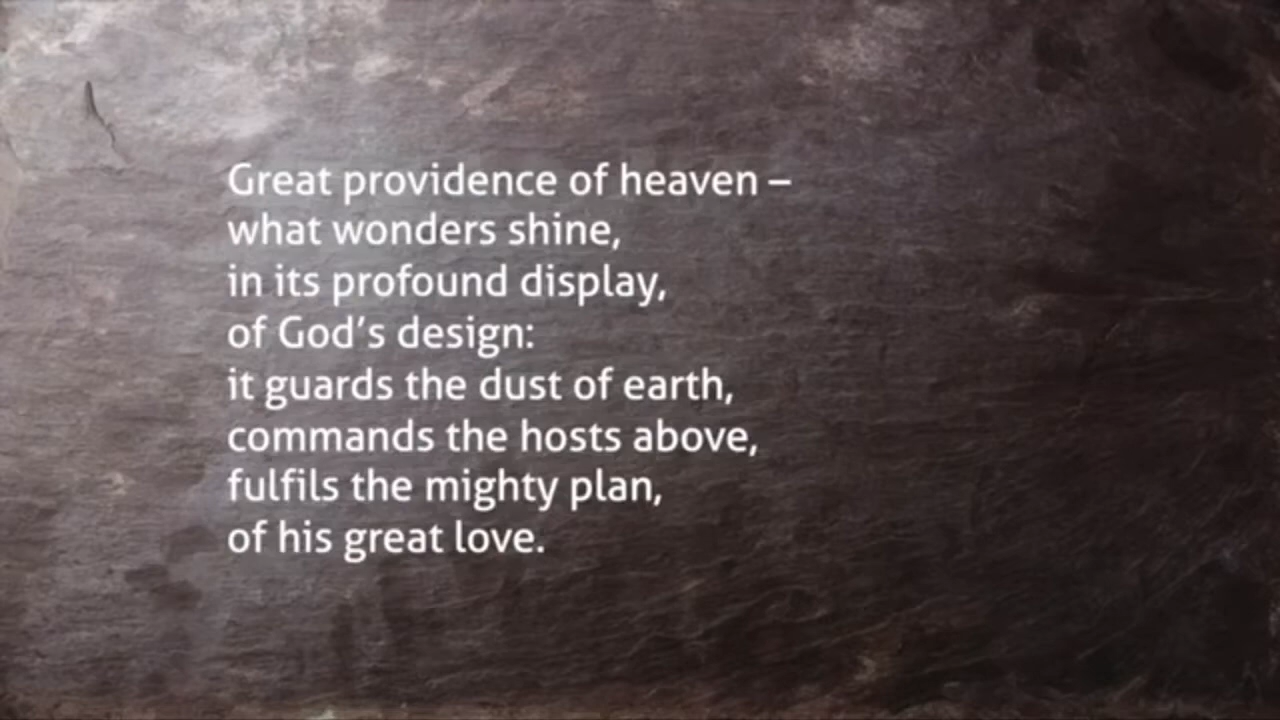 Great providence of heaven –
what wonders shine,
in its profound display,
of God’s design:
it guards the dust of earth,
commands the hosts above,
fulfils the mighty plan,
of his great love.